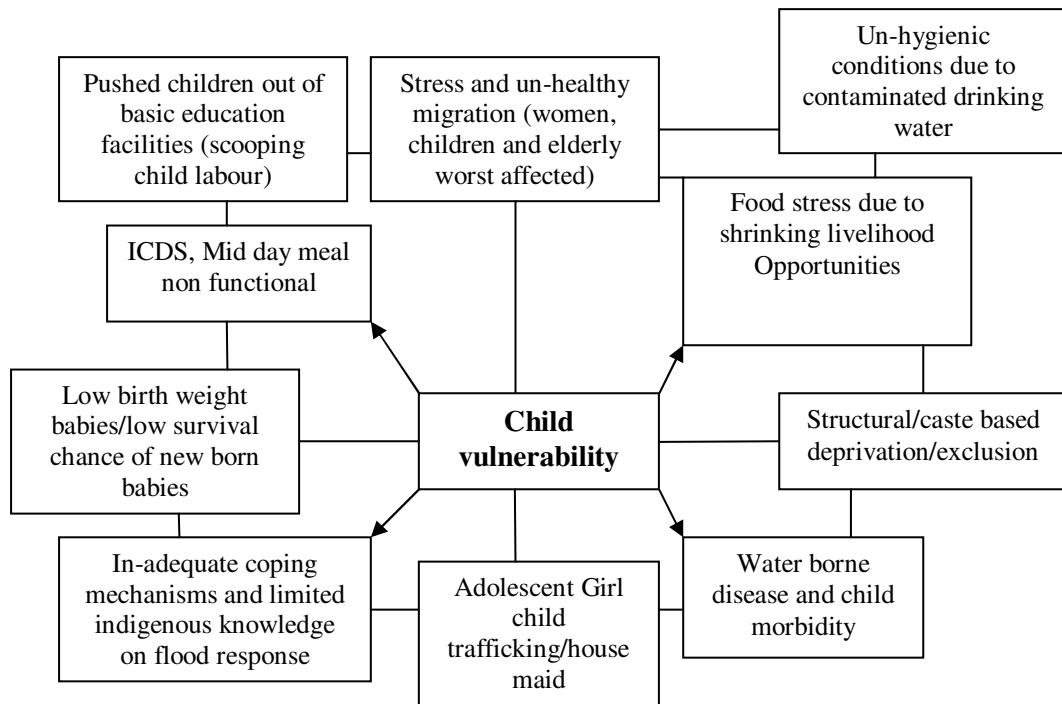 Un-hygienic
conditions due to
contaminated drinking
water
Pushed children out of
basic education
facilities (scooping
child labour)
Stress and un-healthy
migration (women,
children and elderly
worst affected)
Food stress due to
shrinking livelihood
Opportunities
ICDS, Mid day meal
non functional
Low birth weight
babies/low survival
chance of new born
babies
Child
vulnerability
Structural/caste based
deprivation/exclusion
In-adequate coping
mechanisms and limited
indigenous knowledge
on flood response
Adolescent Girl
child
trafficking/house
maid
Water borne
disease and child
morbidity